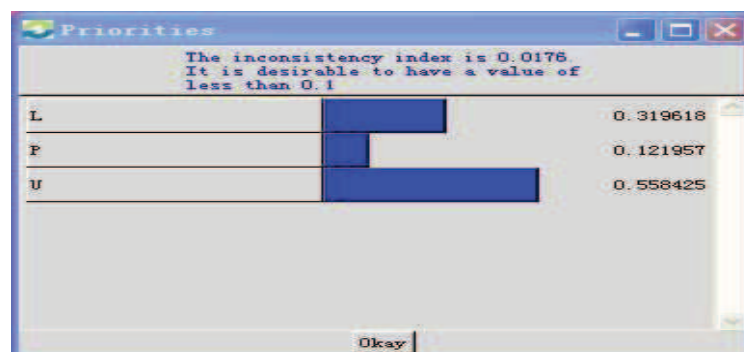 Priorities
The inconsistency index is 0.0176.
It is desirable to have a value of
less than 0.1
L 0.319618
P 0.121957
U 0.558425
Okay